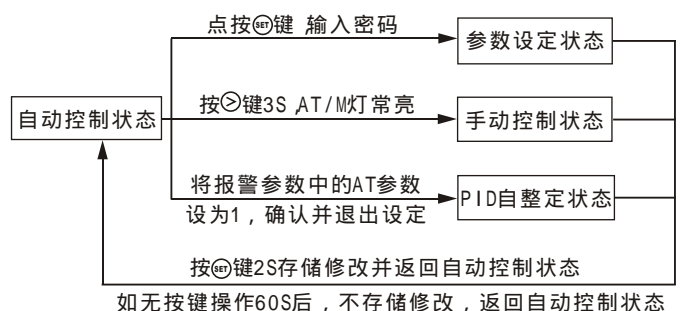 点按SET键,输入密码
参数设定状态
自动控制状态
按>键3S,AT/M灯常亮
手动控制状态
将报警参数中的AT参数
设为1,确认并退出设定
PID自整定状态
按SET键2S存储修改并返回自动控制状态
如无按键操作60S后,不存储修改,返回自动控制状态